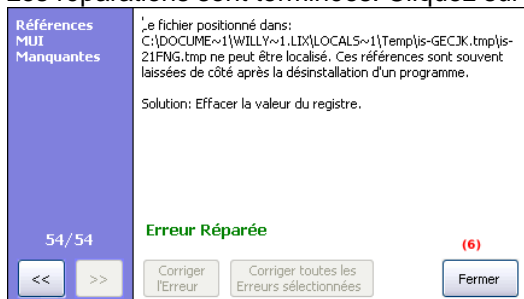 Les réparations sont terminées. Cliquez sur
Références
MUI
Manquantes
Le fichier positionné dans:
C:\DOCUME~1\WILLY~1.LIX\LOCALS~1\Temp\is-GECJK.tmp\is-
21FNG.tmp ne peut être localisé. Ces références sont souvent
laissées de côté après la désinstallation d'un programme.
Solution: Effacer la valeur du registre.
Erreur Réparée
54/54
(6)
<<
>>
Corriger
l'Erreur
Corriger toutes les
Erreurs sélectionnées
Fermer